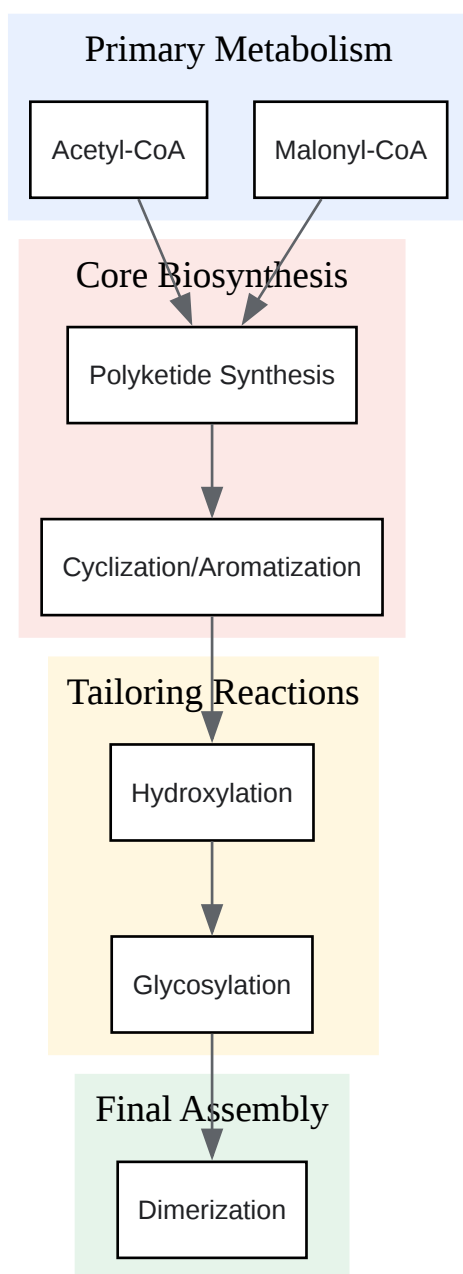 Primary Metabolism
Acetyl-CoA
Malonyl-CoA
Core Biosynthesis
Polyketide Synthesis
Cyclization/Aromatization
Tailoring Reactions
Hydroxylation
Glycosylation
Final Assembly
Dimerization